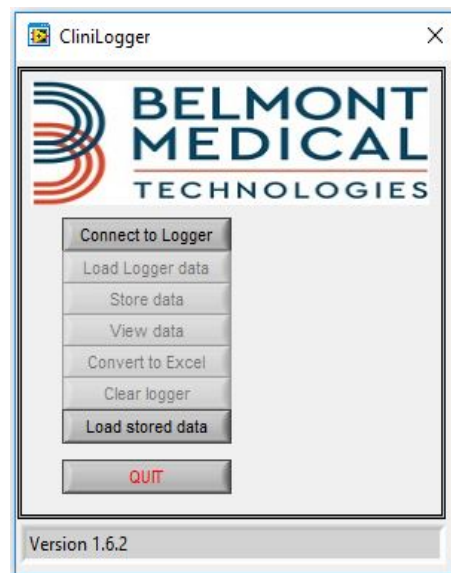 CliniLogger
BELMONT
MEDICAL
TECHNOLOGIES
Connect to Logger
Load Logger data
Store data
View data
Convert to Excel
Clear logger
Load stored data
QUIT
Version 1.6.2